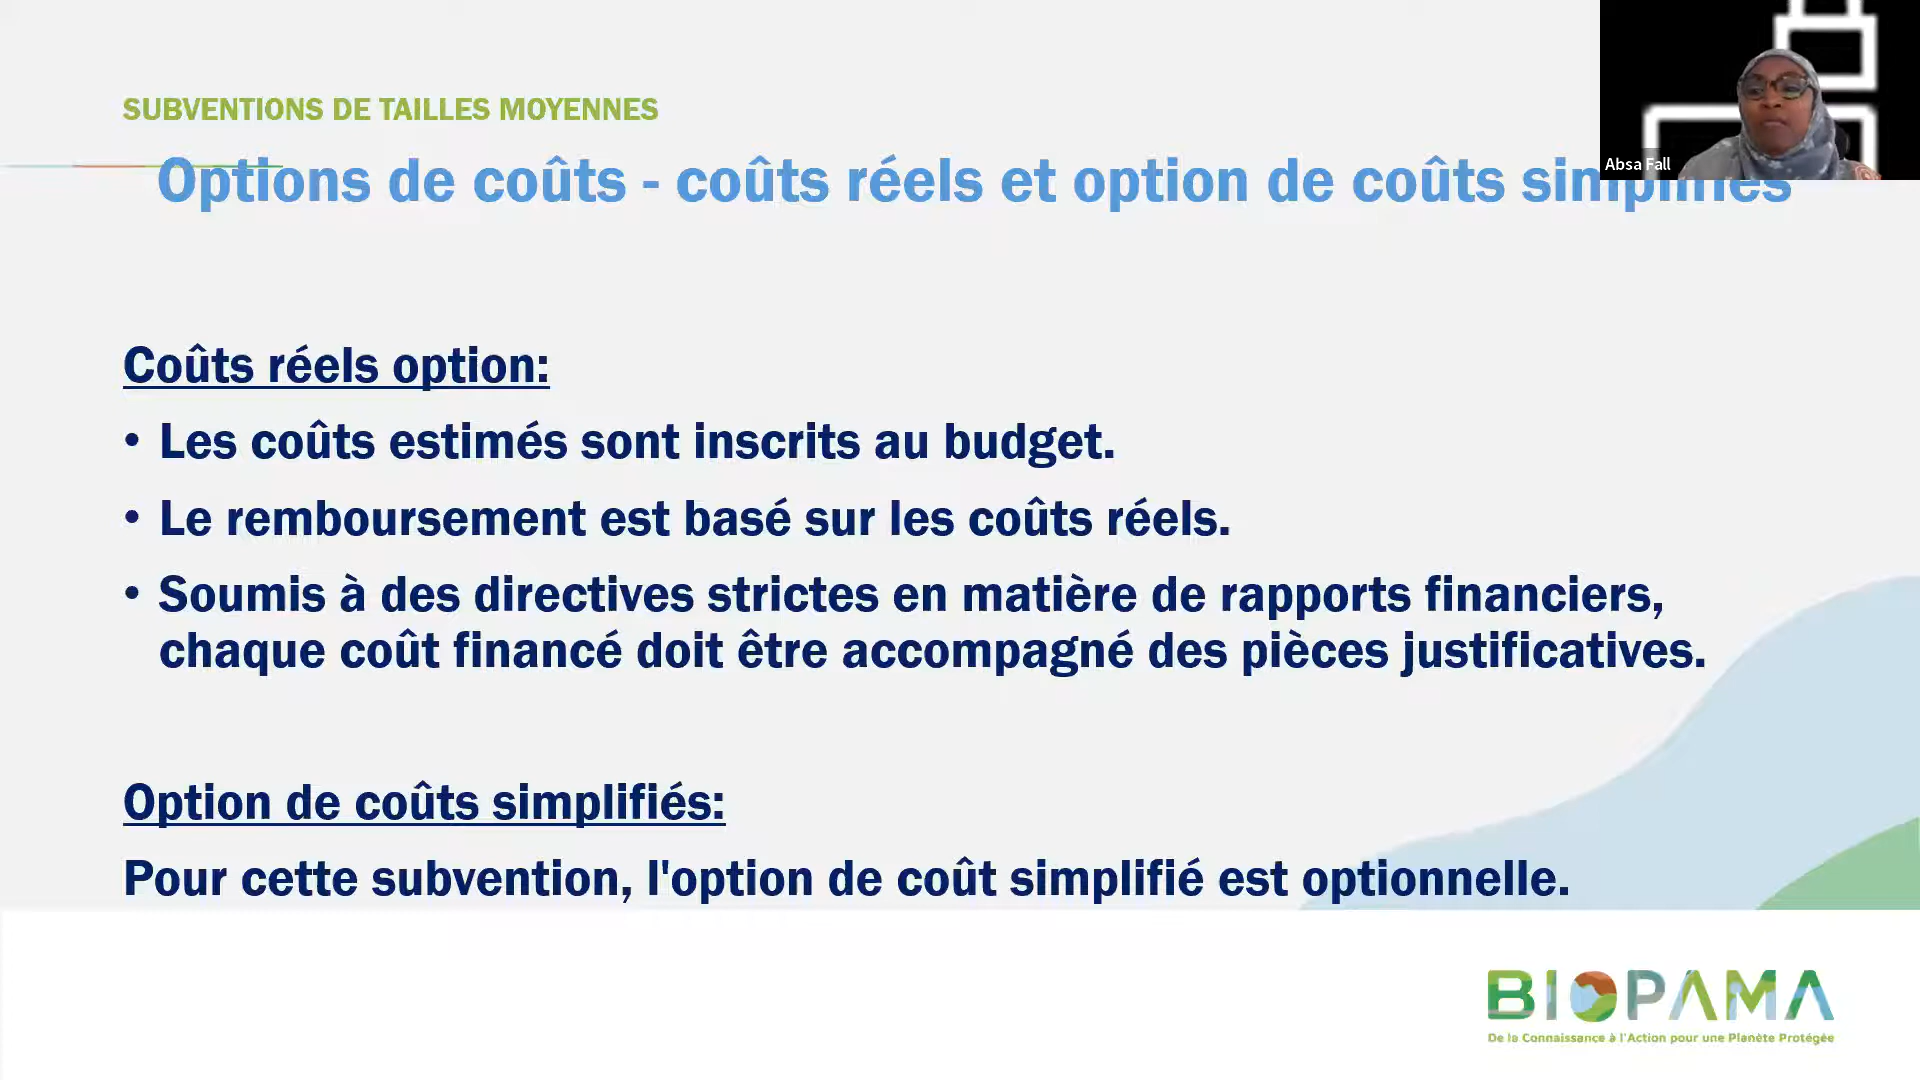 SUBVENTIONS DE TAILLES MOYENNES
Options de coûts - coûts réels et option de coûts simplifiés
Absa Fall
Coûts réels option:
• Les coûts estimés sont inscrits au budget.
• Le remboursement est basé sur les coûts réels.
• Soumis à des directives strictes en matière de rapports financiers,
chaque coût financé doit être accompagné des pièces justificatives.
Option de coûts simplifiés:
Pour cette subvention, l'option de coût simplifié est optionnelle.
BIOPAMA
De la Connaissance à l'Action pour une Planète Protégée